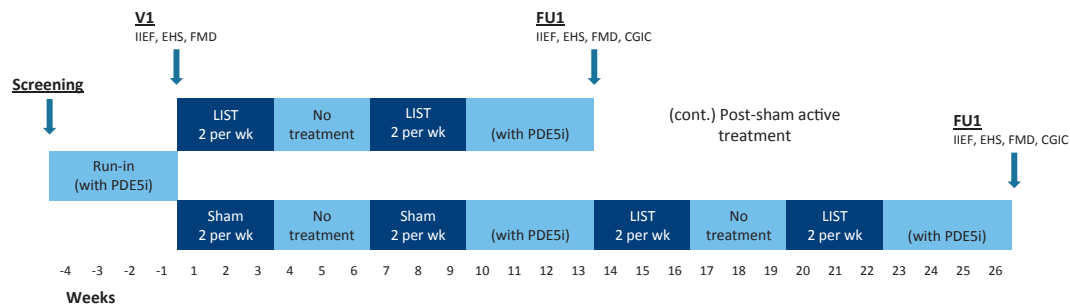 V1
IIEF, EHS, FMD
FU1
IIEF, EHS, FMD, CGIC
Screening
LIST
2 per wk
No
treatment
LIST
2 per wk
(with PDE5i)
(cont.) Post-sham active
treatment
FU1
IIEF, EHS, FMD, CGIC
Run-in
(with PDE5i)
Sham
2 per wk
No
treatment
Sham
2 per wk
(with PDE5i)
LIST
2 per wk
No
treatment
LIST
2 per wk
(with PDE5i)
-4 -3 -2 -1 1 2 3 4 5 6 7 8 9 10 11 12 13 14 15 16 17 18 19 20 21 22 23 24 25 26
Weeks